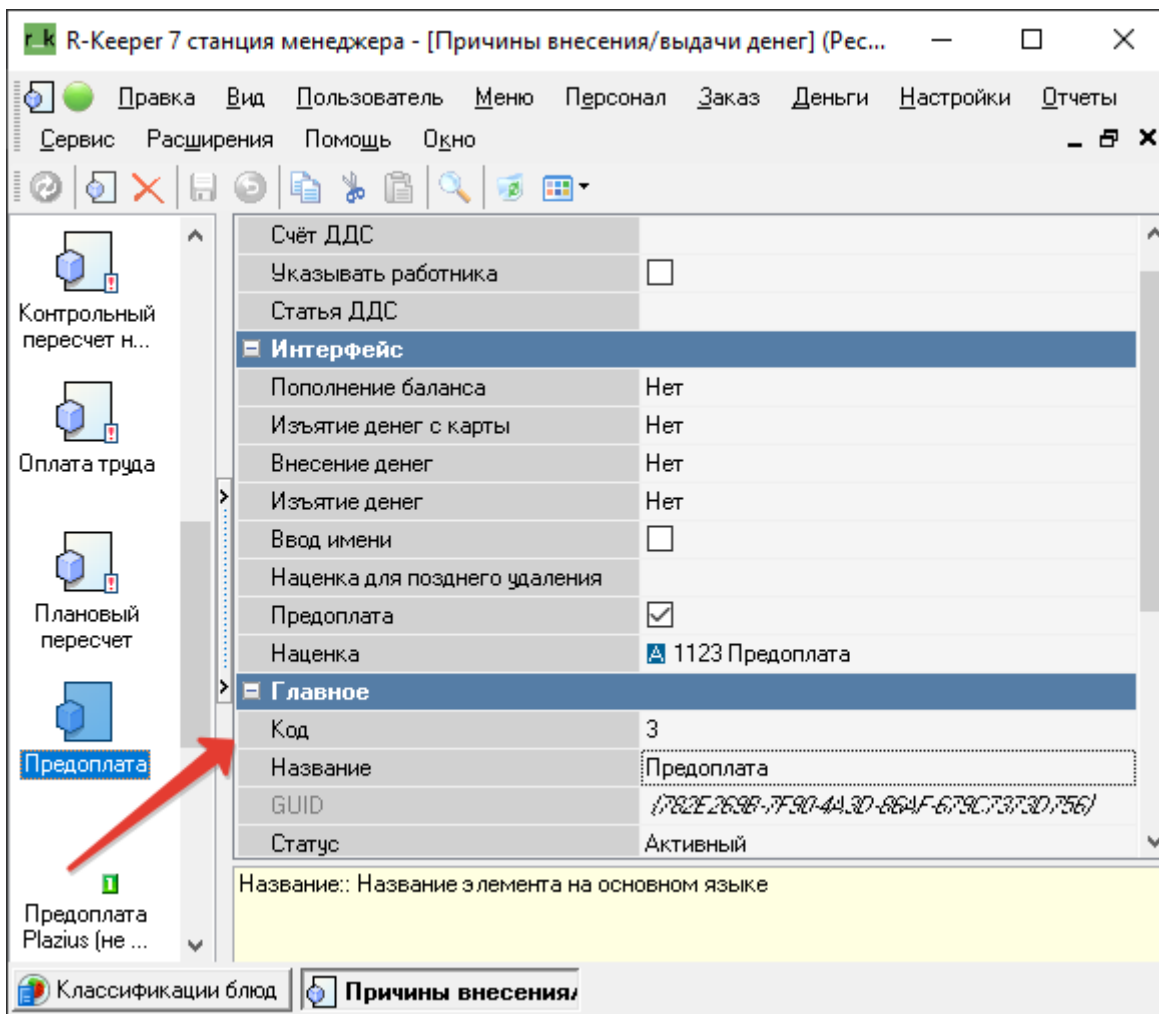 r_k R-Keeper 7 станция менеджера - [Причины внесения/выдачи денег] (Рес...
Правка Вид Пользователь Меню Персонал Заказ Деньги Настройки Отчеты
Сервис Расширения Помощь Окно
Контрольный
пересчет н...
Оплата труда
Плановый
пересчет
Предоплата
1
Предоплата
Plazius (не ...
Счёт ДДС
Указывать работника
Статья ДДС
Интерфейс
Пополнение баланса Нет
Изъятие денег с карты Нет
Внесение денег Нет
Изъятие денег Нет
Ввод имени
Наценка для позднего удаления
Предоплата
Наценка A 1123 Предоплата
Главное
Код 3
Название Предоплата
GUID {782E269B-7F90-4A3D-86AF-679C7373D756}
Статус Активный
Название:: Название элемента на основном языке
Классификации блюд Причины внесения/